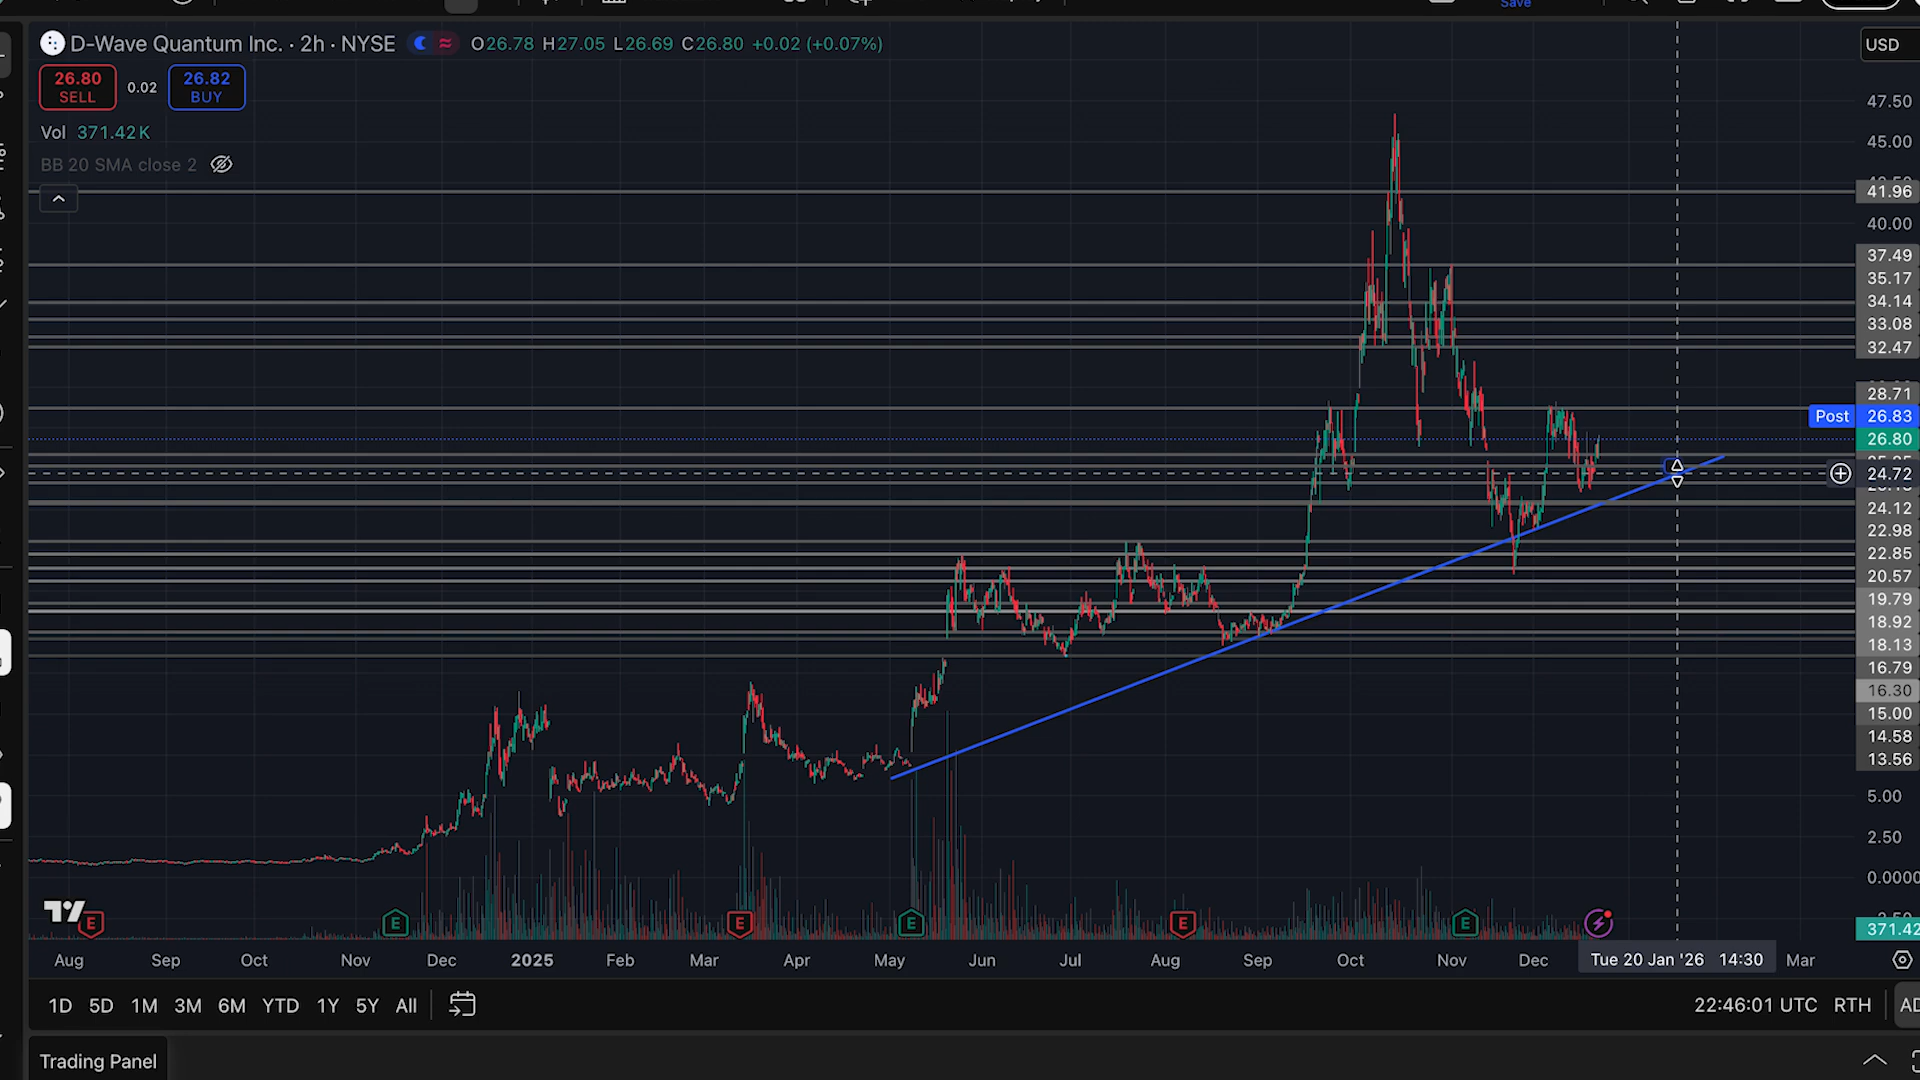 Save
D-Wave Quantum Inc. · 2h · NYSE
O26.78 H27.05 L26.69 C26.80 +0.02 (+0.07%)
USD
26.80
SELL
0.02
26.82
BUY
Vol 371.42K
BB 20 SMA close 2
47.50
45.00
41.96
40.00
37.49
35.17
34.14
33.08
32.47
28.71
Post 26.83
26.80
24.72
24.12
22.98
22.85
20.57
19.79
18.92
18.13
16.79
16.30
15.00
14.58
13.56
5.00
2.50
0.0000
371.42
E
E
E
E
E
E
Aug Sep Oct Nov Dec 2025 Feb Mar Apr May Jun Jul Aug Sep Oct Nov Dec Tue 20 Jan '26 14:30 Mar
1D 5D 1M 3M 6M YTD 1Y 5Y All
22:46:01 UTC RTH
Trading Panel